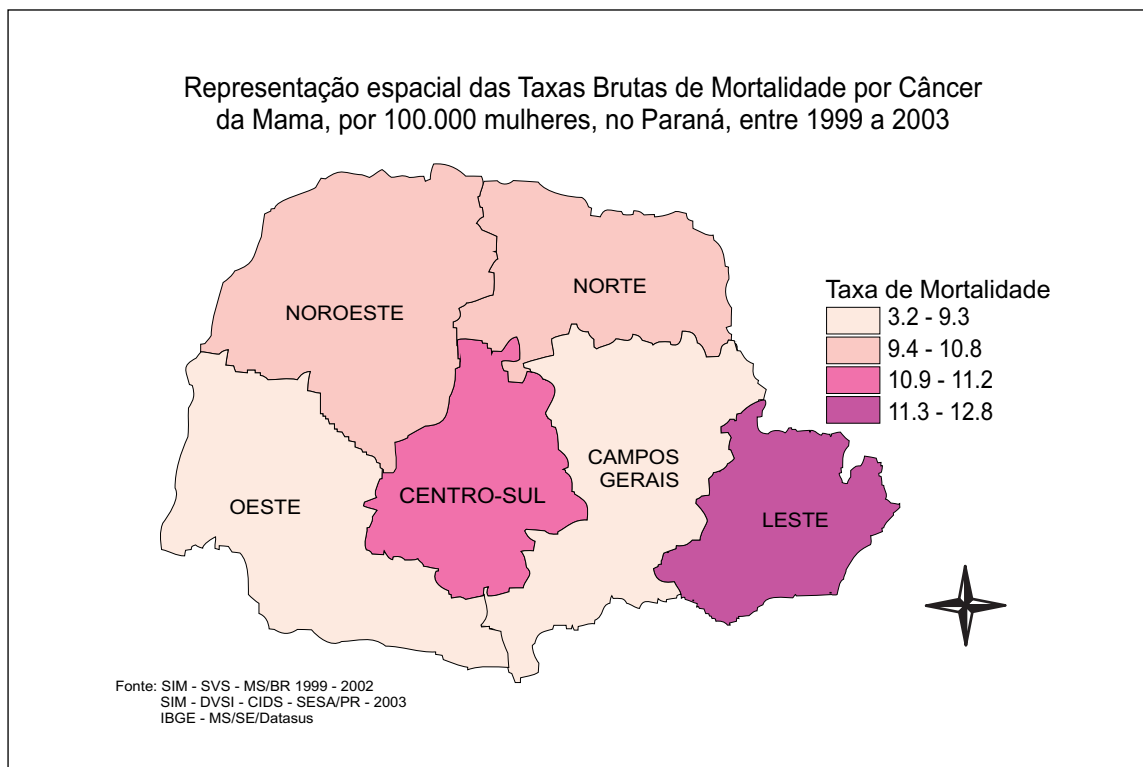 Representação espacial das Taxas Brutas de Mortalidade por Câncer
da Mama, por 100.000 mulheres, no Paraná, entre 1999 a 2003
NOROESTE
NORTE
Taxa de Mortalidade
3.2 - 9.3
9.4 - 10.8
10.9 - 11.2
11.3 - 12.8
OESTE
CENTRO-SUL
CAMPOS
GERAIS
LESTE
Fonte: SIM - SVS - MS/BR 1999 - 2002
SIM - DVSI - CIDS - SESA/PR - 2003
IBGE - MS/SE/Datasus